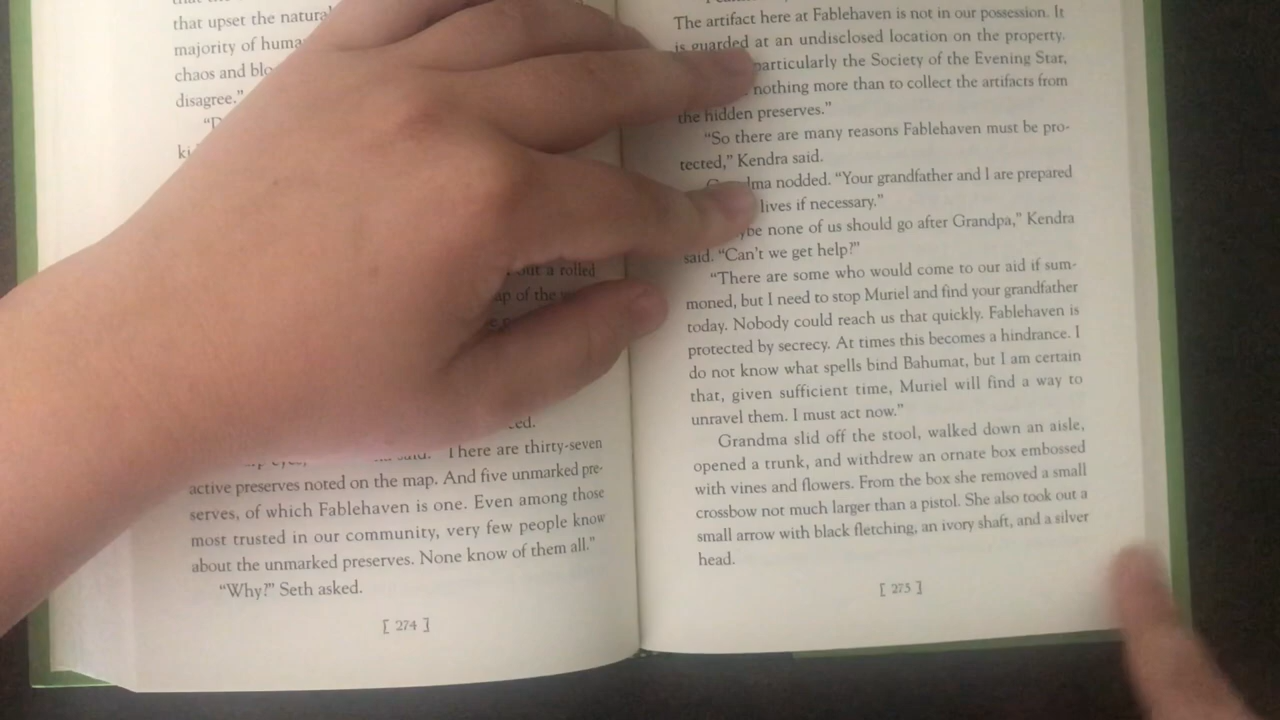 that upset the natural
majority of huma
chaos and blo
disagree."
out a rolled
ap of the
ced.
There are thirty-seven
active preserves noted on the map. And five unmarked pre-
serves, of which Fablehaven is one. Even among those
most trusted in our community, very few people know
about the unmarked preserves. None know of them all."
"Why?" Seth asked.
[ 274 ]
The artifact here at Fablehaven is not in our possession. It
is guarded at an undisclosed location on the property.
particularly the Society of the Evening Star,
nothing more than to collect the artifacts from
the hidden preserves."
"So there are many reasons Fablehaven must be pro-
tected," Kendra said.
Grandma nodded. "Your grandfather and I are prepared
lives if necessary."
ybe none of us should go after Grandpa," Kendra
said. "Can't we get help?"
"There are some who would come to our aid if sum-
moned, but I need to stop Muriel and find your grandfather
today. Nobody could reach us that quickly. Fablehaven is
protected by secrecy. At times this becomes a hindrance. I
do not know what spells bind Bahumat, but I am certain
that, given sufficient time, Muriel will find a way to
unravel them. I must act now."
Grandma slid off the stool, walked down an aisle,
opened a trunk, and withdrew an ornate box embossed
with vines and flowers. From the box she removed a small
crossbow not much larger than a pistol. She also took out a
small arrow with black fletching, an ivory shaft, and a silver
head.
[ 275 ]